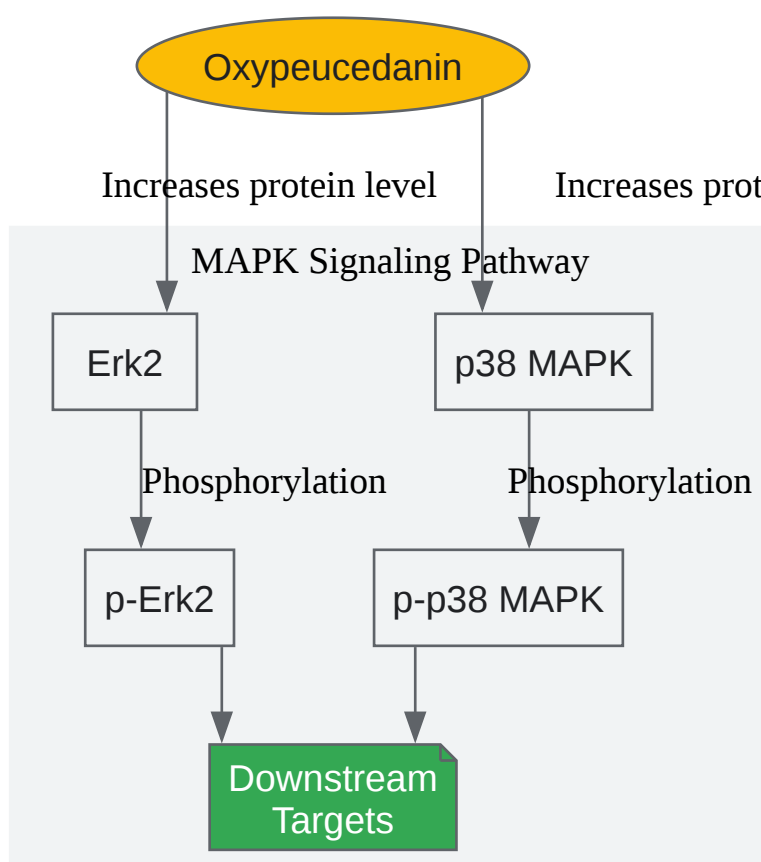 Oxypeucedanin
Increases protein level
Increases prot
MAPK Signaling Pathway
Erk2
p38 MAPK
Phosphorylation
Phosphorylation
p-Erk2
p-p38 MAPK
Downstream
Targets